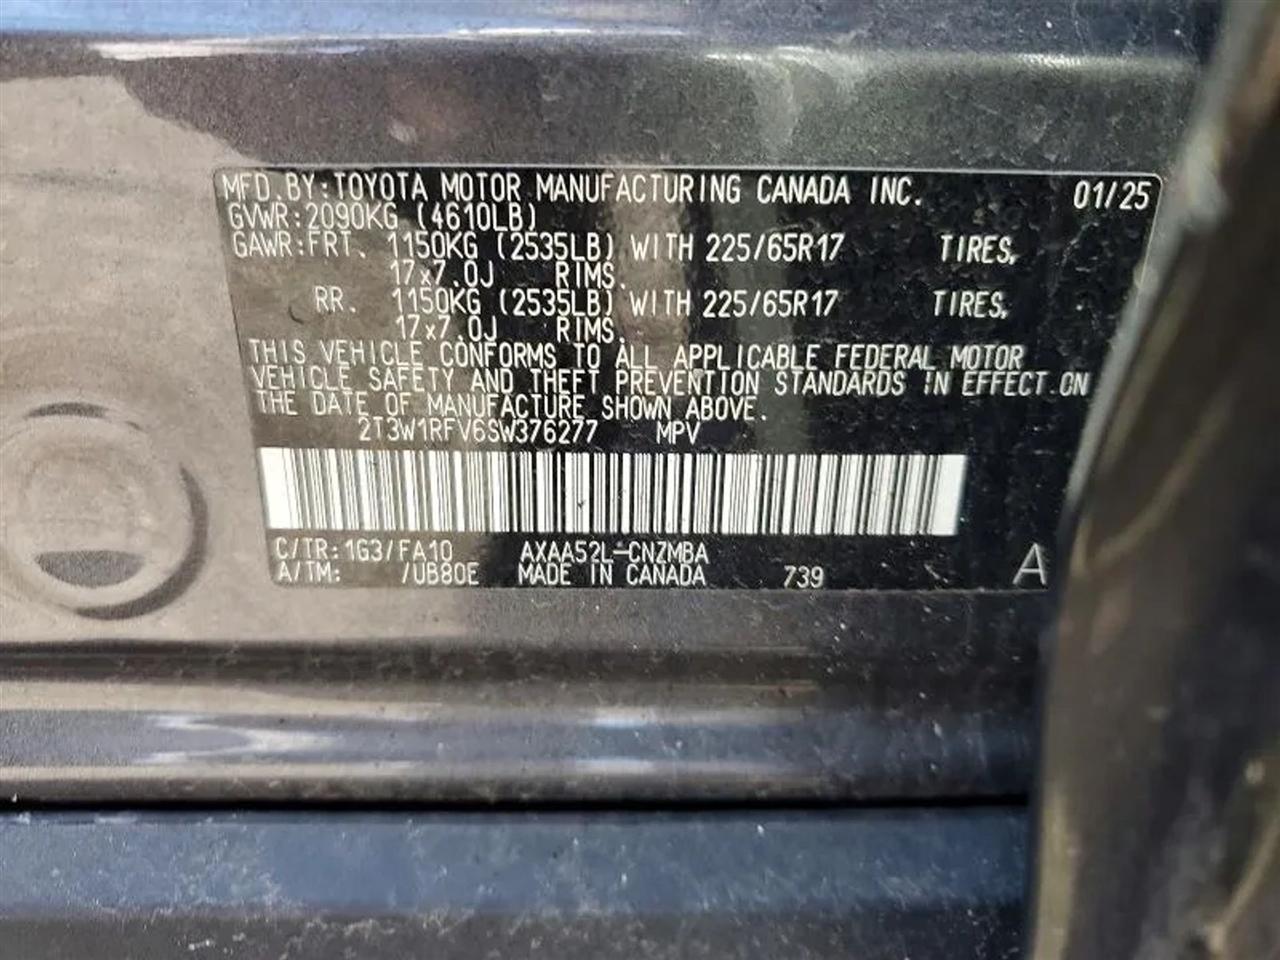 MFD.BY:TOYOTA MOTOR MANUFACTURING CANADA INC. 01/25
GVWR:2090KG (4610LB)
GAWR:FRT. 1150KG (2535LB) WITH 225/65R17 TIRES,
17x7.0J RIMS.
RR. 1150KG (2535LB) WITH 225/65R17 TIRES,
17x7.0J RIMS.
THIS VEHICLE CONFORMS TO ALL APPLICABLE FEDERAL MOTOR
VEHICLE SAFETY AND THEFT PREVENTION STANDARDS IN EFFECT ON
THE DATE OF MANUFACTURE SHOWN ABOVE.
2T3W1RFV6SW376277 MPV
C/TR:1G3/FA10 AXAA52L-CNZMBA
A/TM: /UB80E MADE IN CANADA 739 A